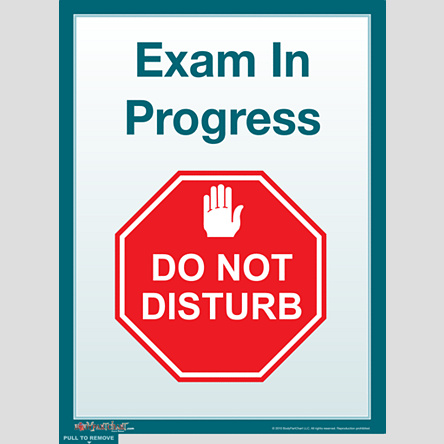 Exam In
Progress
DO NOT
DISTURB
PULL TO REMOVE